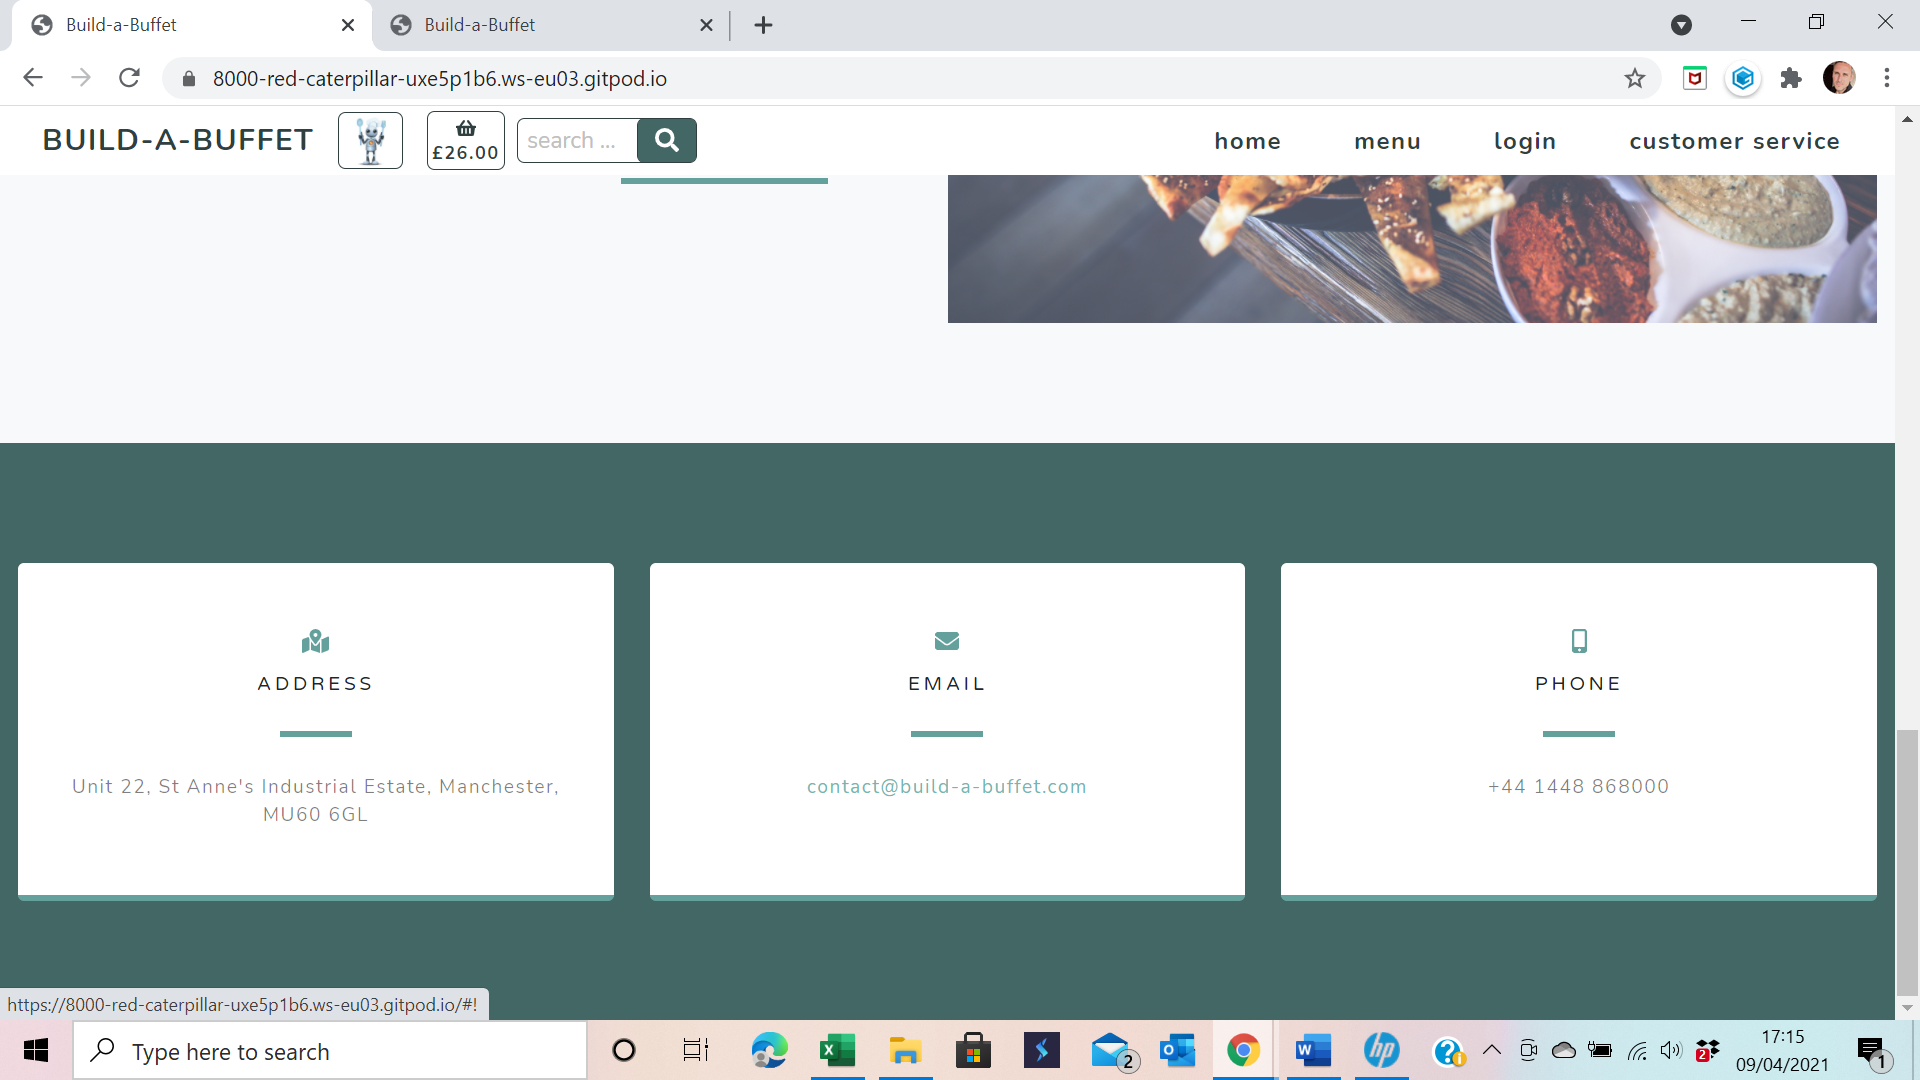 Build-a-Buffet
Build-a-Buffet
8000-red-caterpillar-uxe5p1b6.ws-eu03.gitpod.io
BUILD-A-BUFFET
£26.00
search ...
home
menu
login
customer service
ADDRESS
Unit 22, St Anne's Industrial Estate, Manchester,
MU60 6GL
EMAIL
contact@build-a-buffet.com
PHONE
+44 1448 868000
https://8000-red-caterpillar-uxe5p1b6.ws-eu03.gitpod.io/#!
Type here to search
2
2
17:15
09/04/2021
1